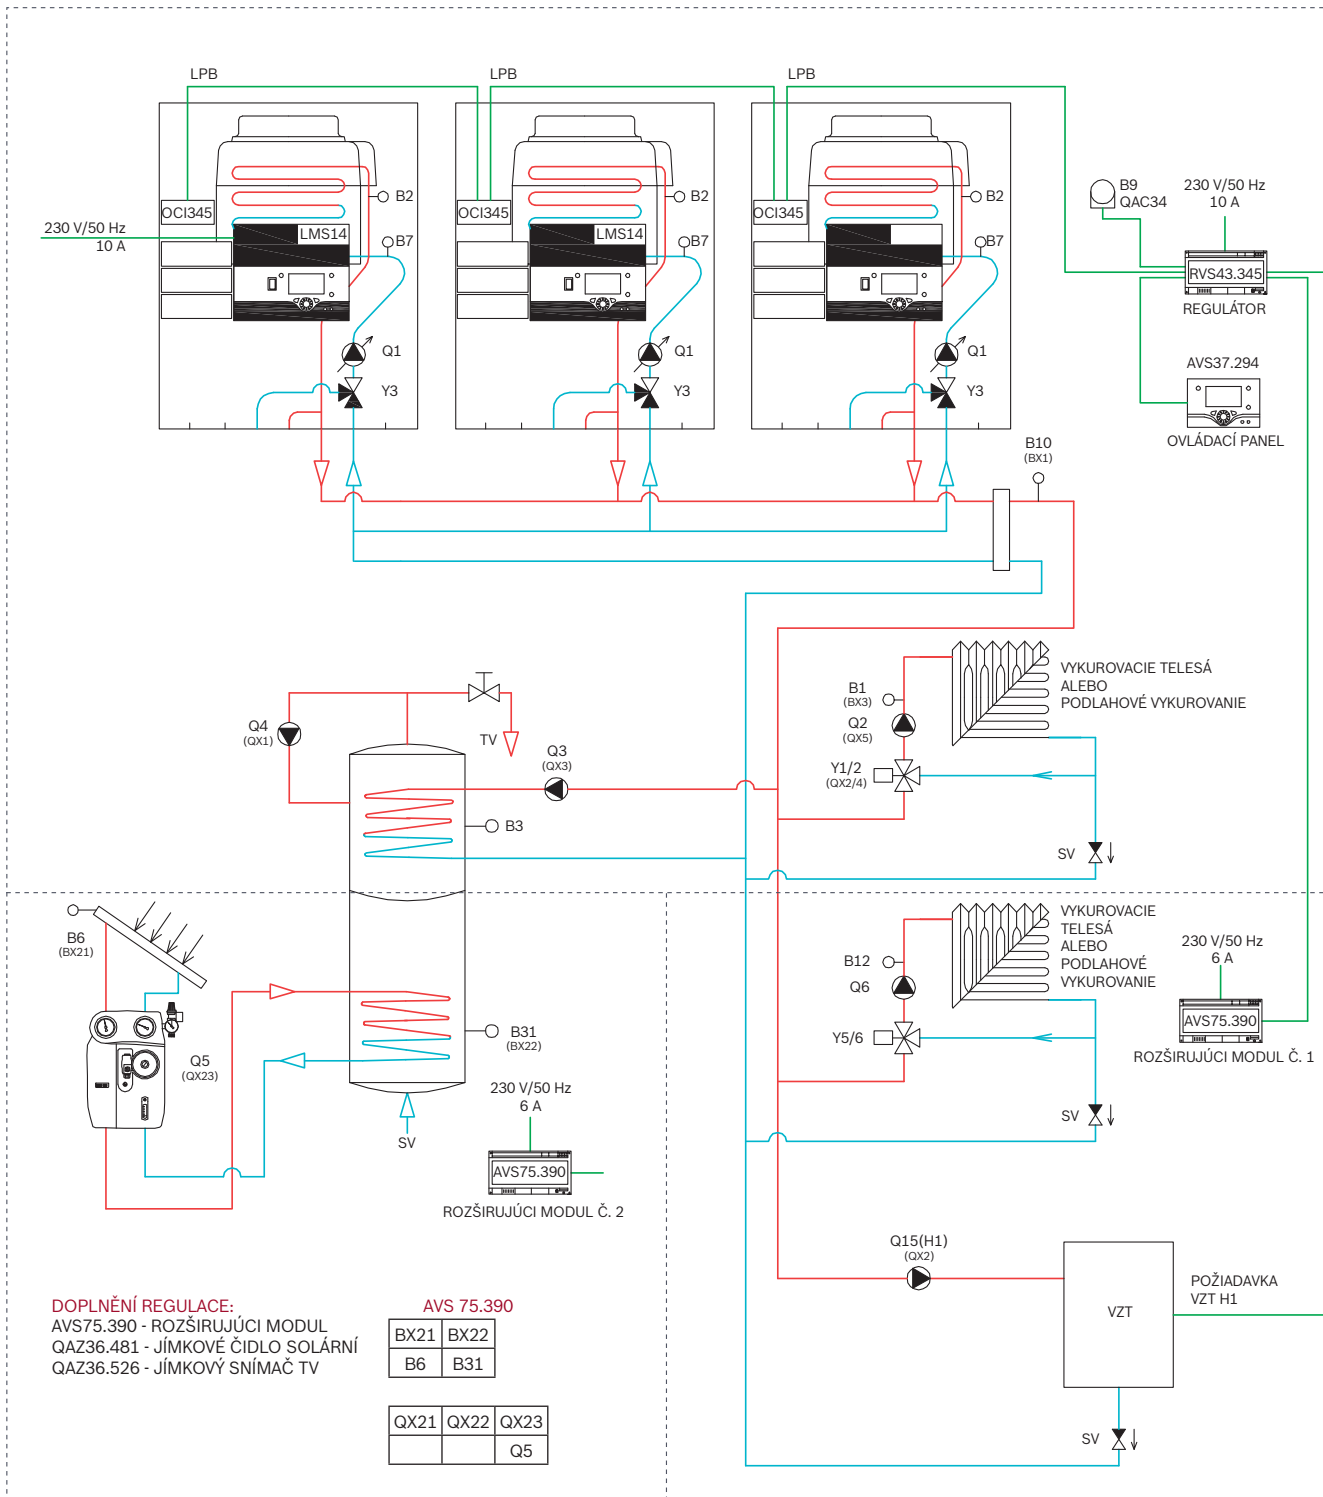 LPB
LPB
LPB
OCI345
OCI345
OCI345
B2
B2
B2
LMS14
LMS14
B7
B7
B7
230 V/50 Hz
10 A
Q1
Q1
Q1
Y3
Y3
Y3
B9
QAC34
230 V/50 Hz
10 A
RVS43.345
REGULÁTOR
AVS37.294
OVLÁDACÍ PANEL
B10
(BX1)
VYKUROVACIE TELESÁ
ALEBO
PODLAHOVÉ VYKUROVANIE
B1
(BX3)
Q2
(QX5)
Y1/2
(QX2/4)
SV
Q4
(QX1)
TV
Q3
(QX3)
B3
B6
(BX21)
Q5
(QX23)
B31
(BX22)
SV
230 V/50 Hz
6 A
AVS75.390
ROZŠIRUJÚCI MODUL Č. 2
VYKUROVACIE
TELESÁ
ALEBO
PODLAHOVÉ
VYKUROVANIE
B12
Q6
Y5/6
SV
230 V/50 Hz
6 A
AVS75.390
ROZŠIRUJÚCI MODUL Č. 1
Q15(H1)
(QX2)
VZT
POŽIADAVKA
VZT H1
SV
DOPLNĚNÍ REGULACE:
AVS75.390 - ROZŠIRUJÚCI MODUL
QAZ36.481 - JÍMKOVÉ ČIDLO SOLÁRNÍ
QAZ36.526 - JÍMKOVÝ SNÍMAČ TV
AVS 75.390
BX21 BX22
B6 B31
QX21 QX22 QX23
Q5